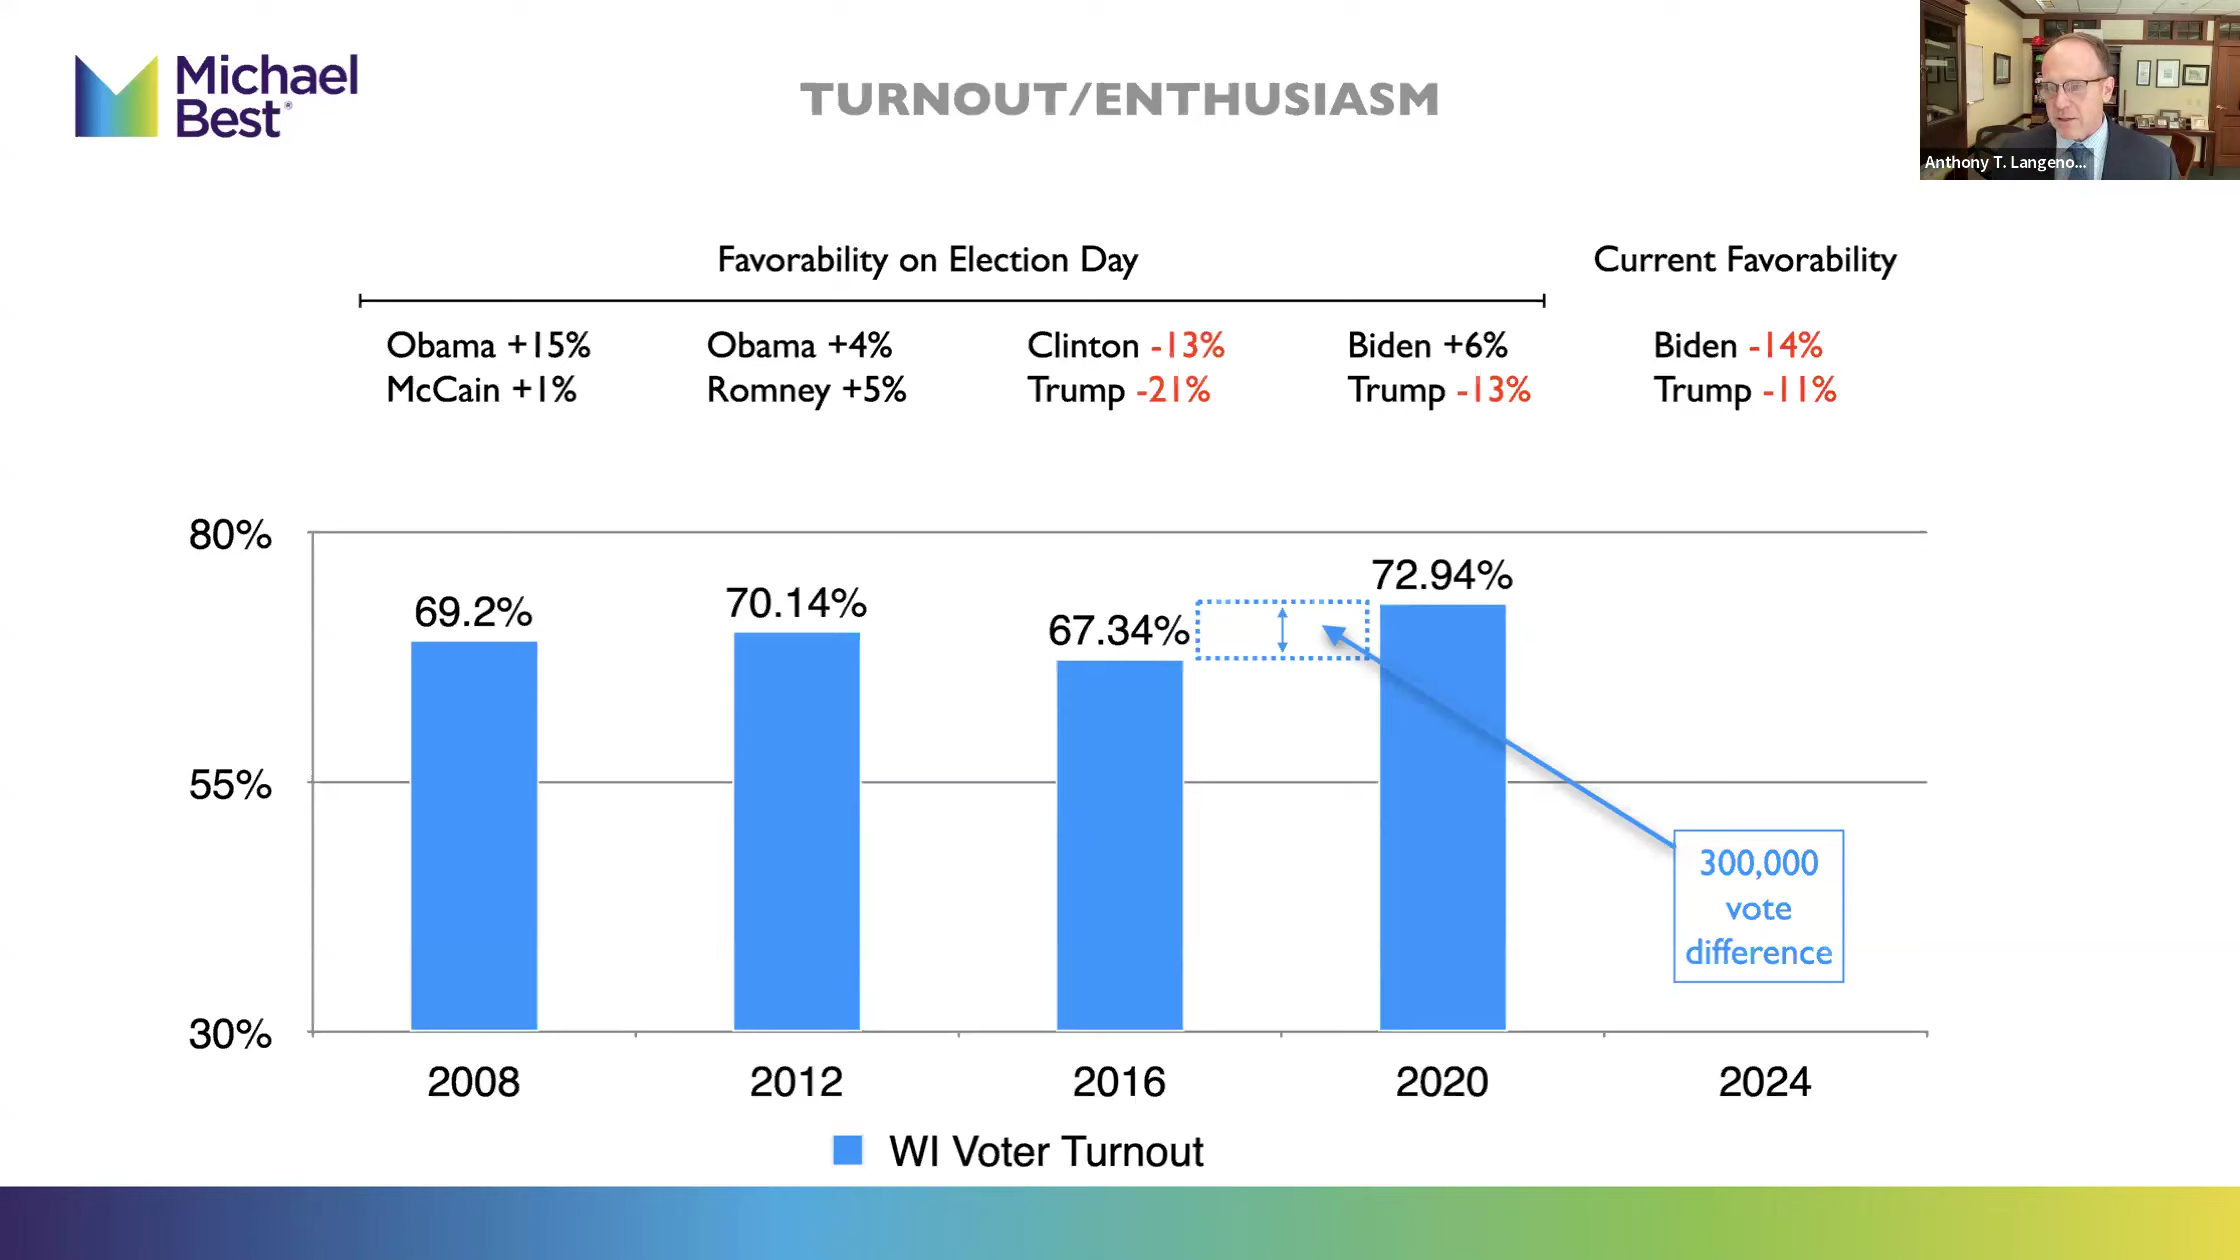 Michael
Best®
TURNOUT/ENTHUSIASM
Anthony T. Langeno...
Favorability on Election Day
Current Favorability
Obama +15%
McCain +1%
Obama +4%
Romney +5%
Clinton -13%
Trump -21%
Biden +6%
Trump -13%
Biden -14%
Trump -11%
80%
55%
30%
69.2%
70.14%
67.34%
72.94%
300,000
vote
difference
2008
2012
2016
2020
2024
WI Voter Turnout